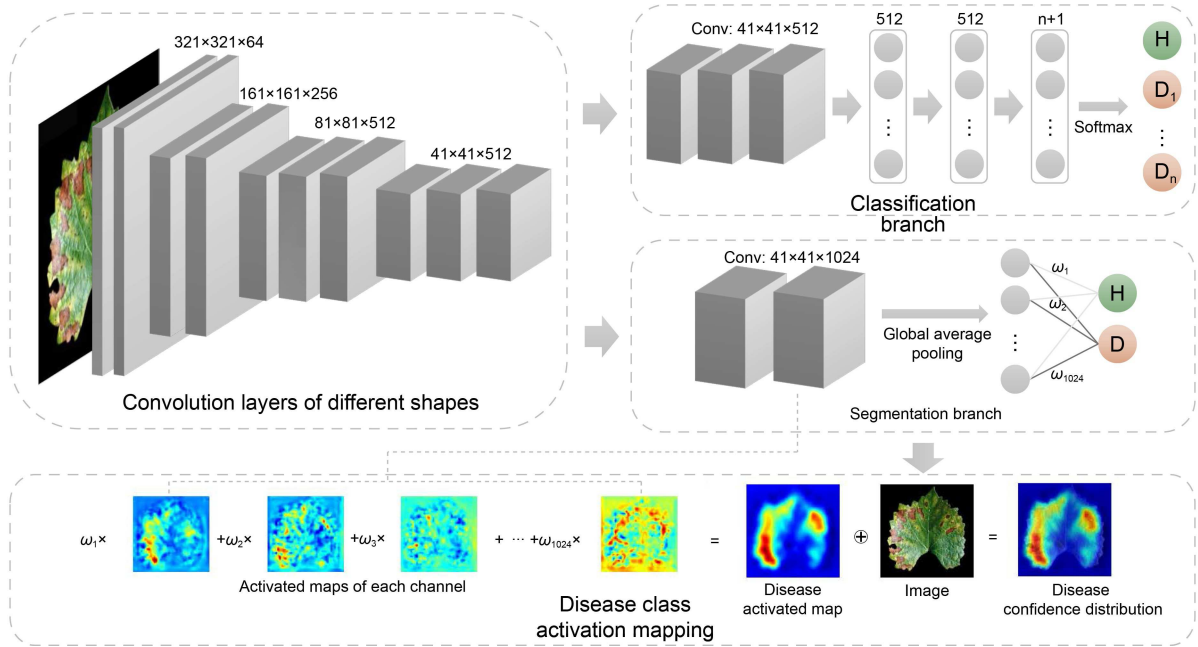 321×321×64
161×161×256
81×81×512
41×41×512
Convolution layers of different shapes
Conv: 41×41×512
512
512
n+1
⋮
⋮
⋮
Softmax
H
D₁
⋮
Dₙ
Classification
branch
Conv: 41×41×1024
Global average
pooling
ω₁
ω₂
⋮
ω₁₀₂₄
H
D
Segmentation branch
ω₁× +ω₂× +ω₃× + ··· +ω₁₀₂₄× = ⊕ =
Activated maps of each channel
Disease class
activation mapping
Disease
activated map
Image
Disease
confidence distribution